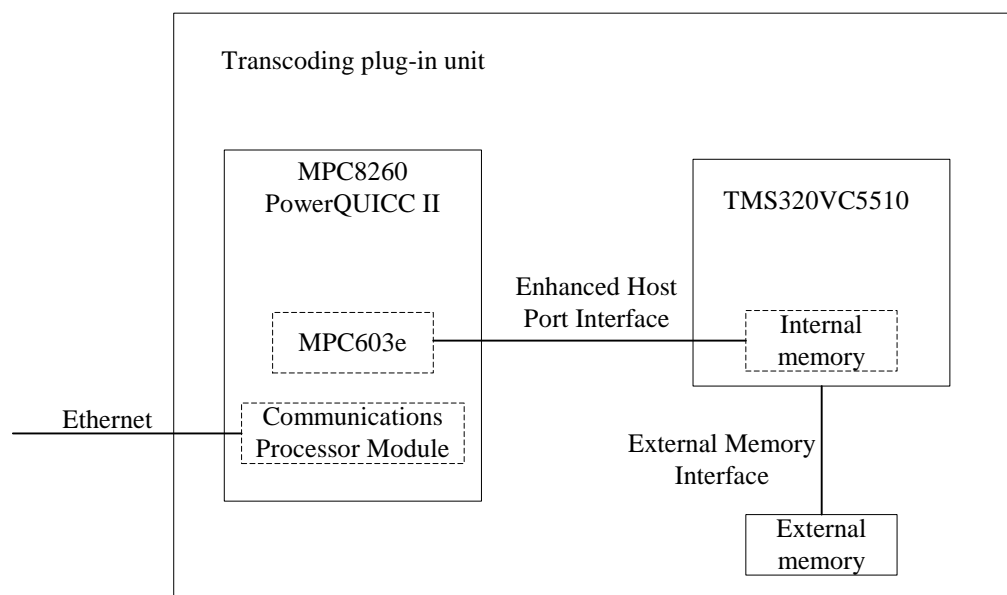 Transcoding plug-in unit
MPC8260
PowerQUICC II
TMS320VC5510
Enhanced Host
Port Interface
MPC603e
Internal
memory
Ethernet
Communications
Processor Module
External Memory
Interface
External
memory